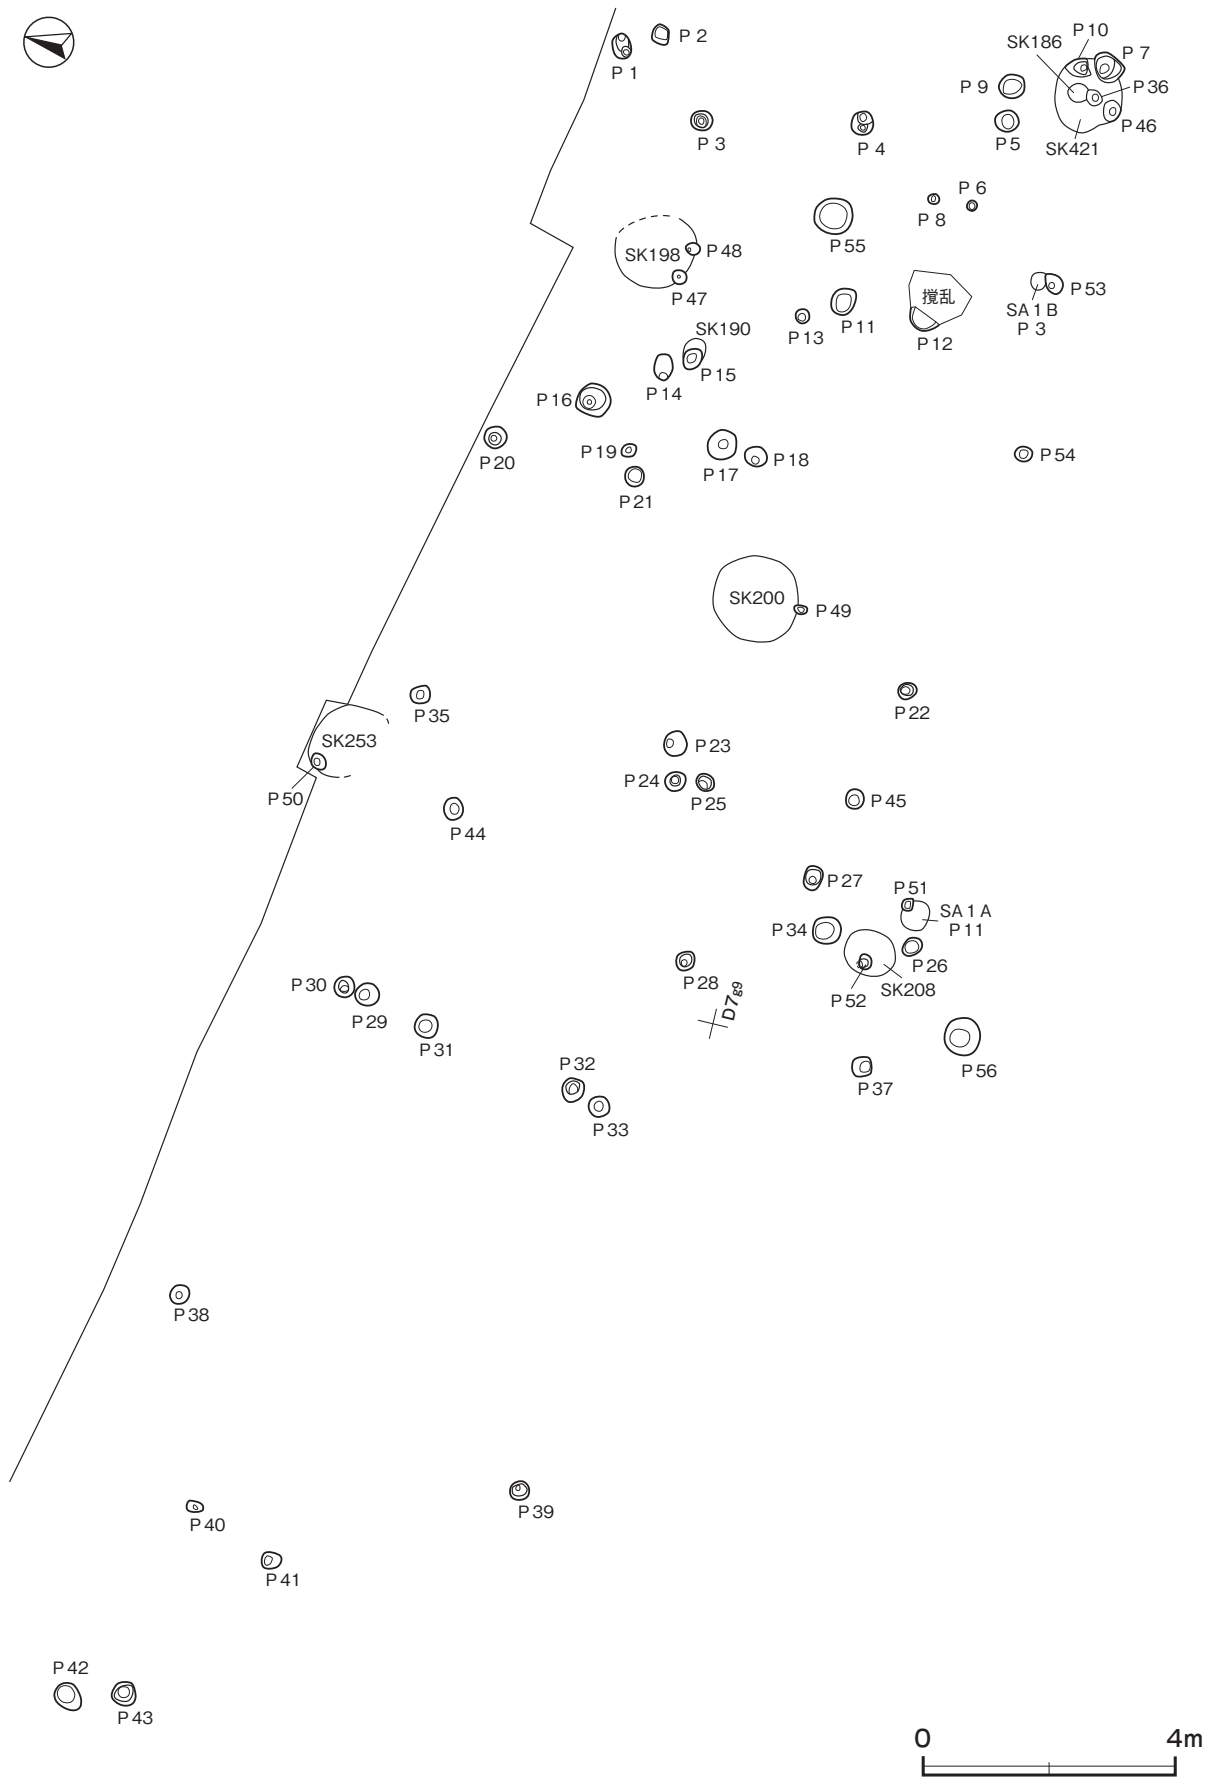 P 10
SK186
P 7
P 2
P 1
P 9
P 36
P 46
P 3
P 4
P 5
SK421
P 6
P 8
P 55
SK198
P 48
P 47
撹乱
P 53
SA 1 B
P 3
P 11
P 13
P 12
SK190
P 15
P 14
P 16
P 19
P 20
P 17
P 18
P 54
P 21
SK200
P 49
P 35
P 22
SK253
P 23
P 24
P 25
P 50
P 45
P 44
P 27
P 51
SA 1 A
P 11
P 34
P 26
P 28
P 52
SK208
P 30
P 29
D7g9
P 31
P 32
P 56
P 37
P 33
P 38
P 39
P 40
P 41
P 42
P 43
0 4m